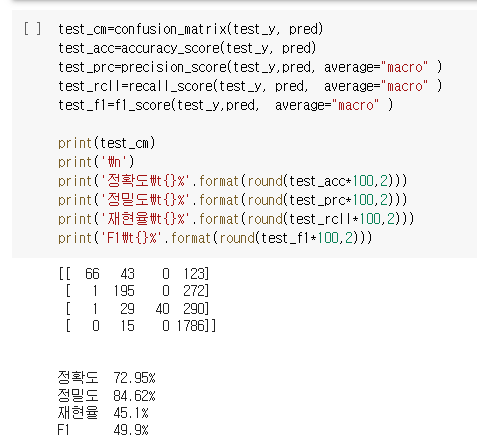 [ ] test_cm=confusion_matrix(test_y, pred)
test_acc=accuracy_score(test_y, pred)
test_prc=precision_score(test_y,pred, average="macro" )
test_rcll=recall_score(test_y, pred,  average="macro" )
test_f1=f1_score(test_y,pred,  average="macro" )
print(test_cm)
print('₩n')
print('정확도₩t{}%'.format(round(test_acc*100,2)))
print('정밀도₩t{}%'.format(round(test_prc*100,2)))
print('재현율₩t{}%'.format(round(test_rcll*100,2)))
print('F1₩t{}%'.format(round(test_f1*100,2)))
[[  66   43    0  123]
[   1  195    0  272]
[   1   29   40  290]
[   0   15    0 1786]]
정확도 72.95%
정밀도 84.62%
재현율 45.1%
F1 49.9%